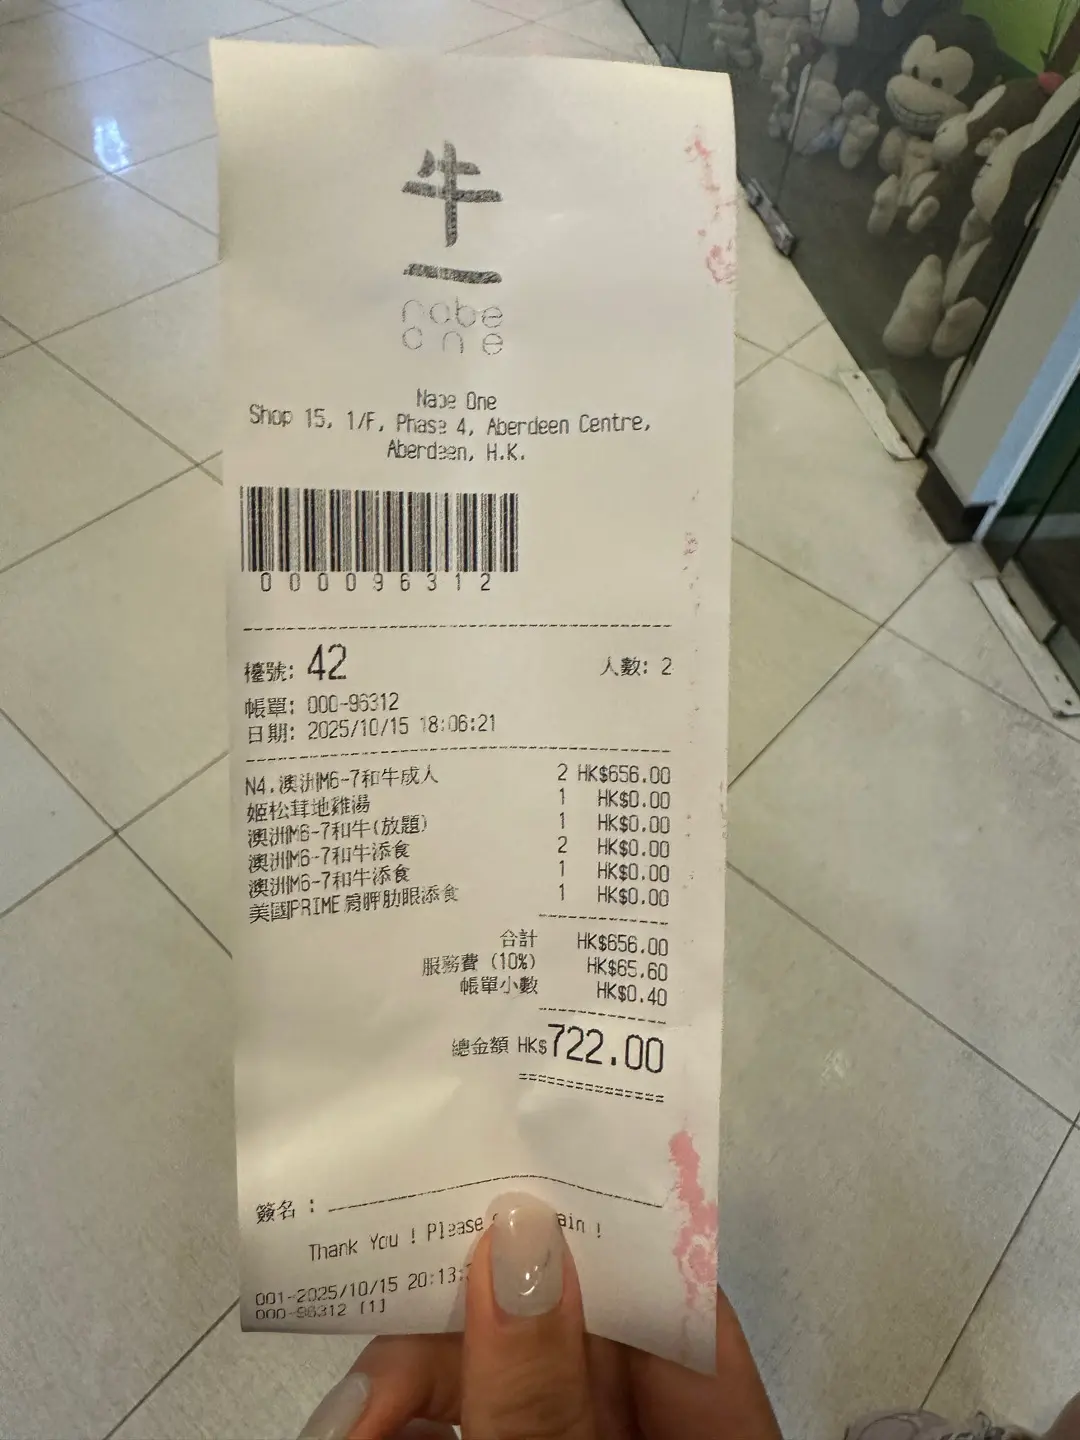 牛
一
nabe
one
Nabe One
Shop 15, 1/F, Phase 4, Aberdeen Centre,
Aberdeen, H.K.
00096312
檯號: 42 人數: 2
帳單: 000-96312
日期: 2025/10/15 18:06:21
N4.澳洲M6-7和牛成人 2 HK$656.00
姬松茸地雞湯 1 HK$0.00
澳洲M6-7和牛(放題) 1 HK$0.00
澳洲M6-7和牛添食 2 HK$0.00
澳洲M6-7和牛添食 1 HK$0.00
美國PRIME肩胛肋眼添食 1 HK$0.00
合計 HK$656.00
服務費 (10%) HK$65.60
帳單小數 HK$0.40
總金額 HK$722.00
簽名 :
Thank You ! Please ain !
001-2025/10/15 20:13:
000-96312 [1]